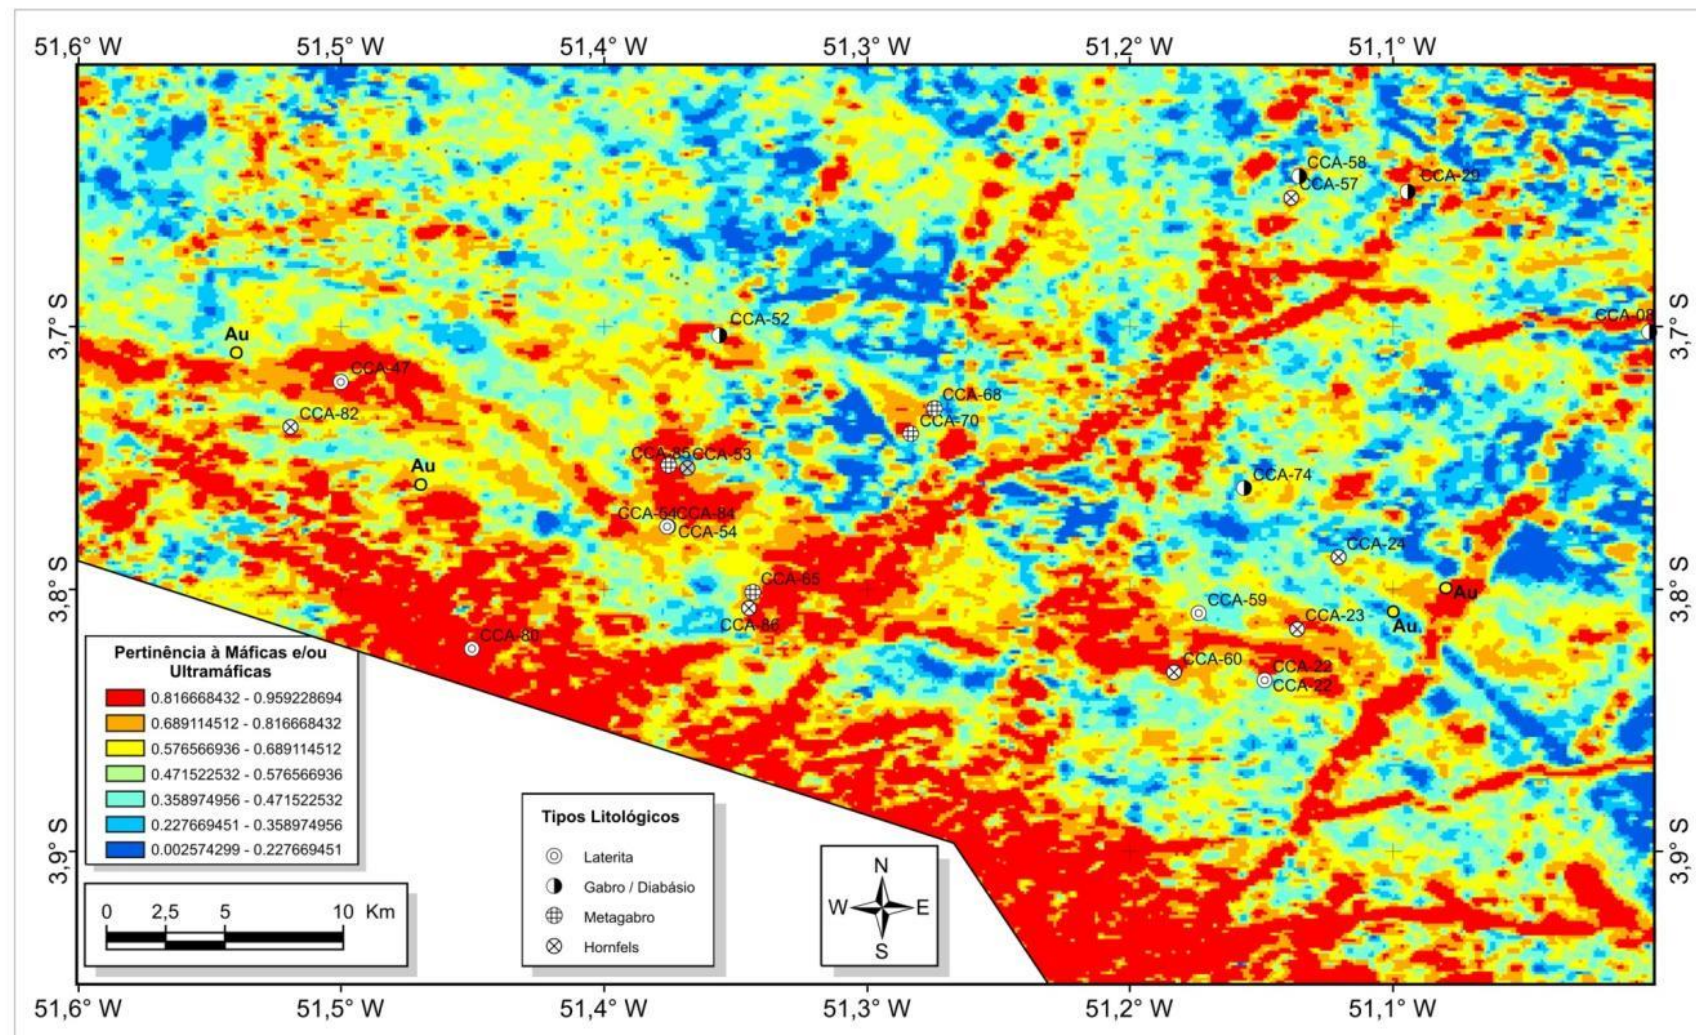 51,6° W 51,5° W 51,4° W 51,3° W 51,2° W 51,1° W
CCA-58
CCA-57
CCA-29
3,7° S
Au
CCA-52
CCA-08
3,7° S
CCA-47
CCA-82
CCA-68
CCA-70
Au
CCA-85
CCA-53
CCA-74
CCA-54
CCA-84
CCA-54
CCA-24
3,8° S
CCA-65
CCA-86
CCA-59
CCA-23
Au
Au
3,8° S
CCA-80
CCA-60
CCA-22
CCA-22
Pertinência à Máficas e/ou
Ultramáficas
0.816668432 - 0.959228694
0.689114512 - 0.816668432
0.576566936 - 0.689114512
0.471522532 - 0.576566936
0.358974956 - 0.471522532
0.227669451 - 0.358974956
0.002574299 - 0.227669451
Tipos Litológicos
Laterita
Gabro / Diabásio
Metagabro
Hornfels
N
W E
S
3,9° S
3,9° S
0 2,5 5 10 Km
51,6° W 51,5° W 51,4° W 51,3° W 51,2° W 51,1° W